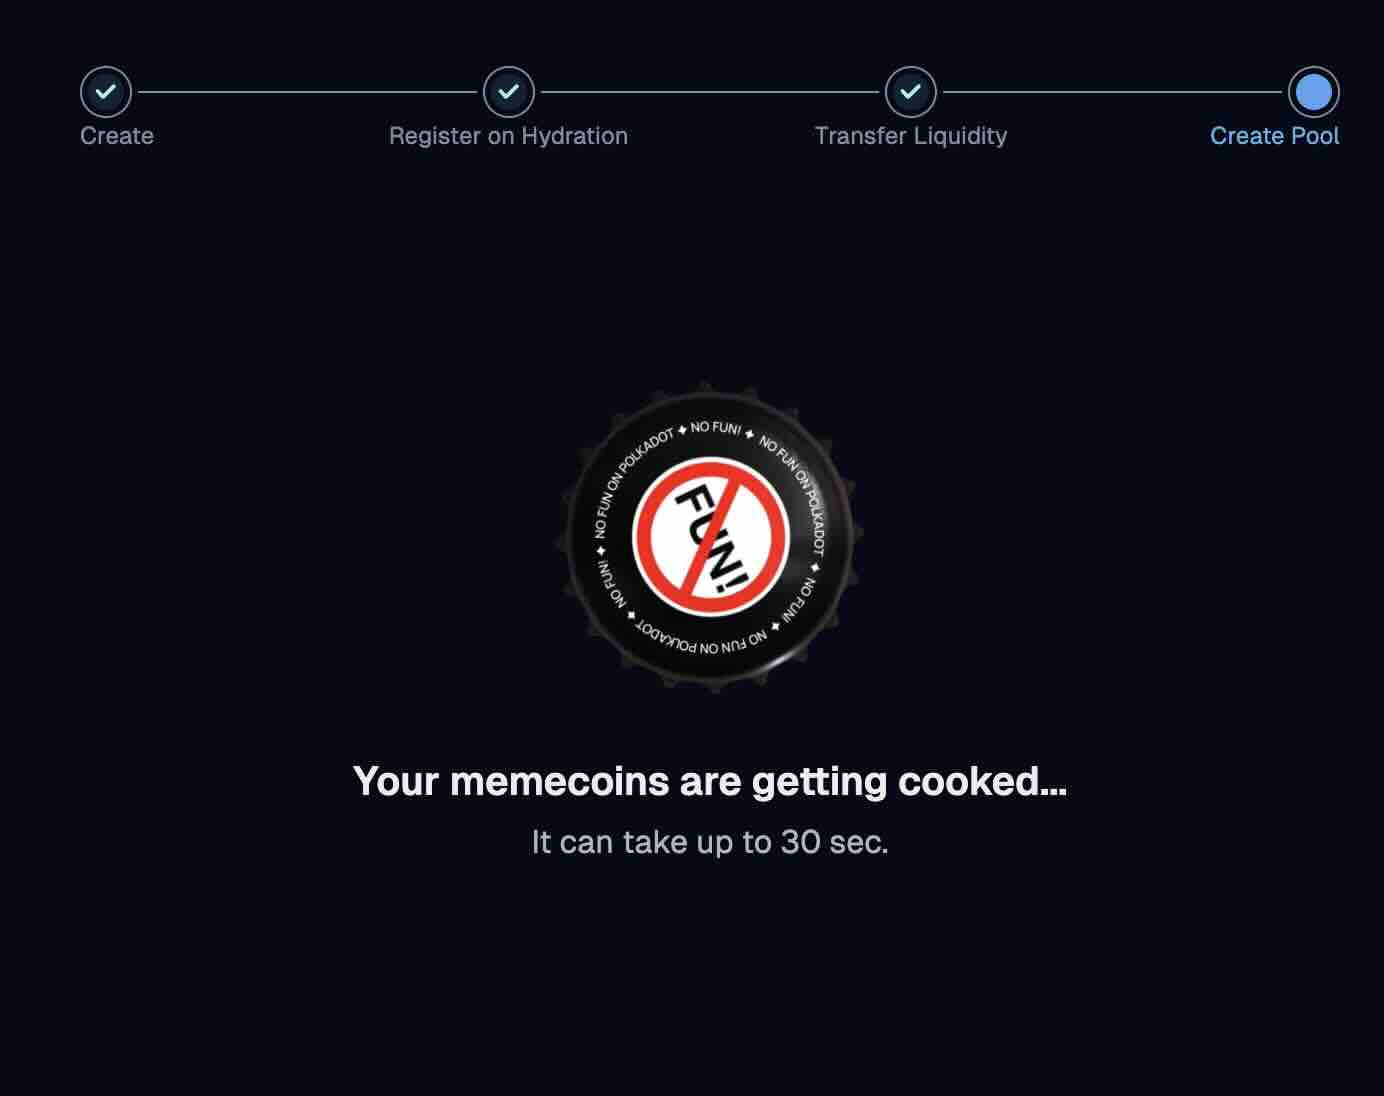 Create
Register on Hydration
Transfer Liquidity
Create Pool
NO FUN! ✦ NO FUN ON POLKADOT ✦ NO FUN! ✦ NO FUN ON POLKADOT ✦ NO FUN! ✦ NO FUN ON POLKADOT ✦
FUN!
Your memecoins are getting cooked...
It can take up to 30 sec.